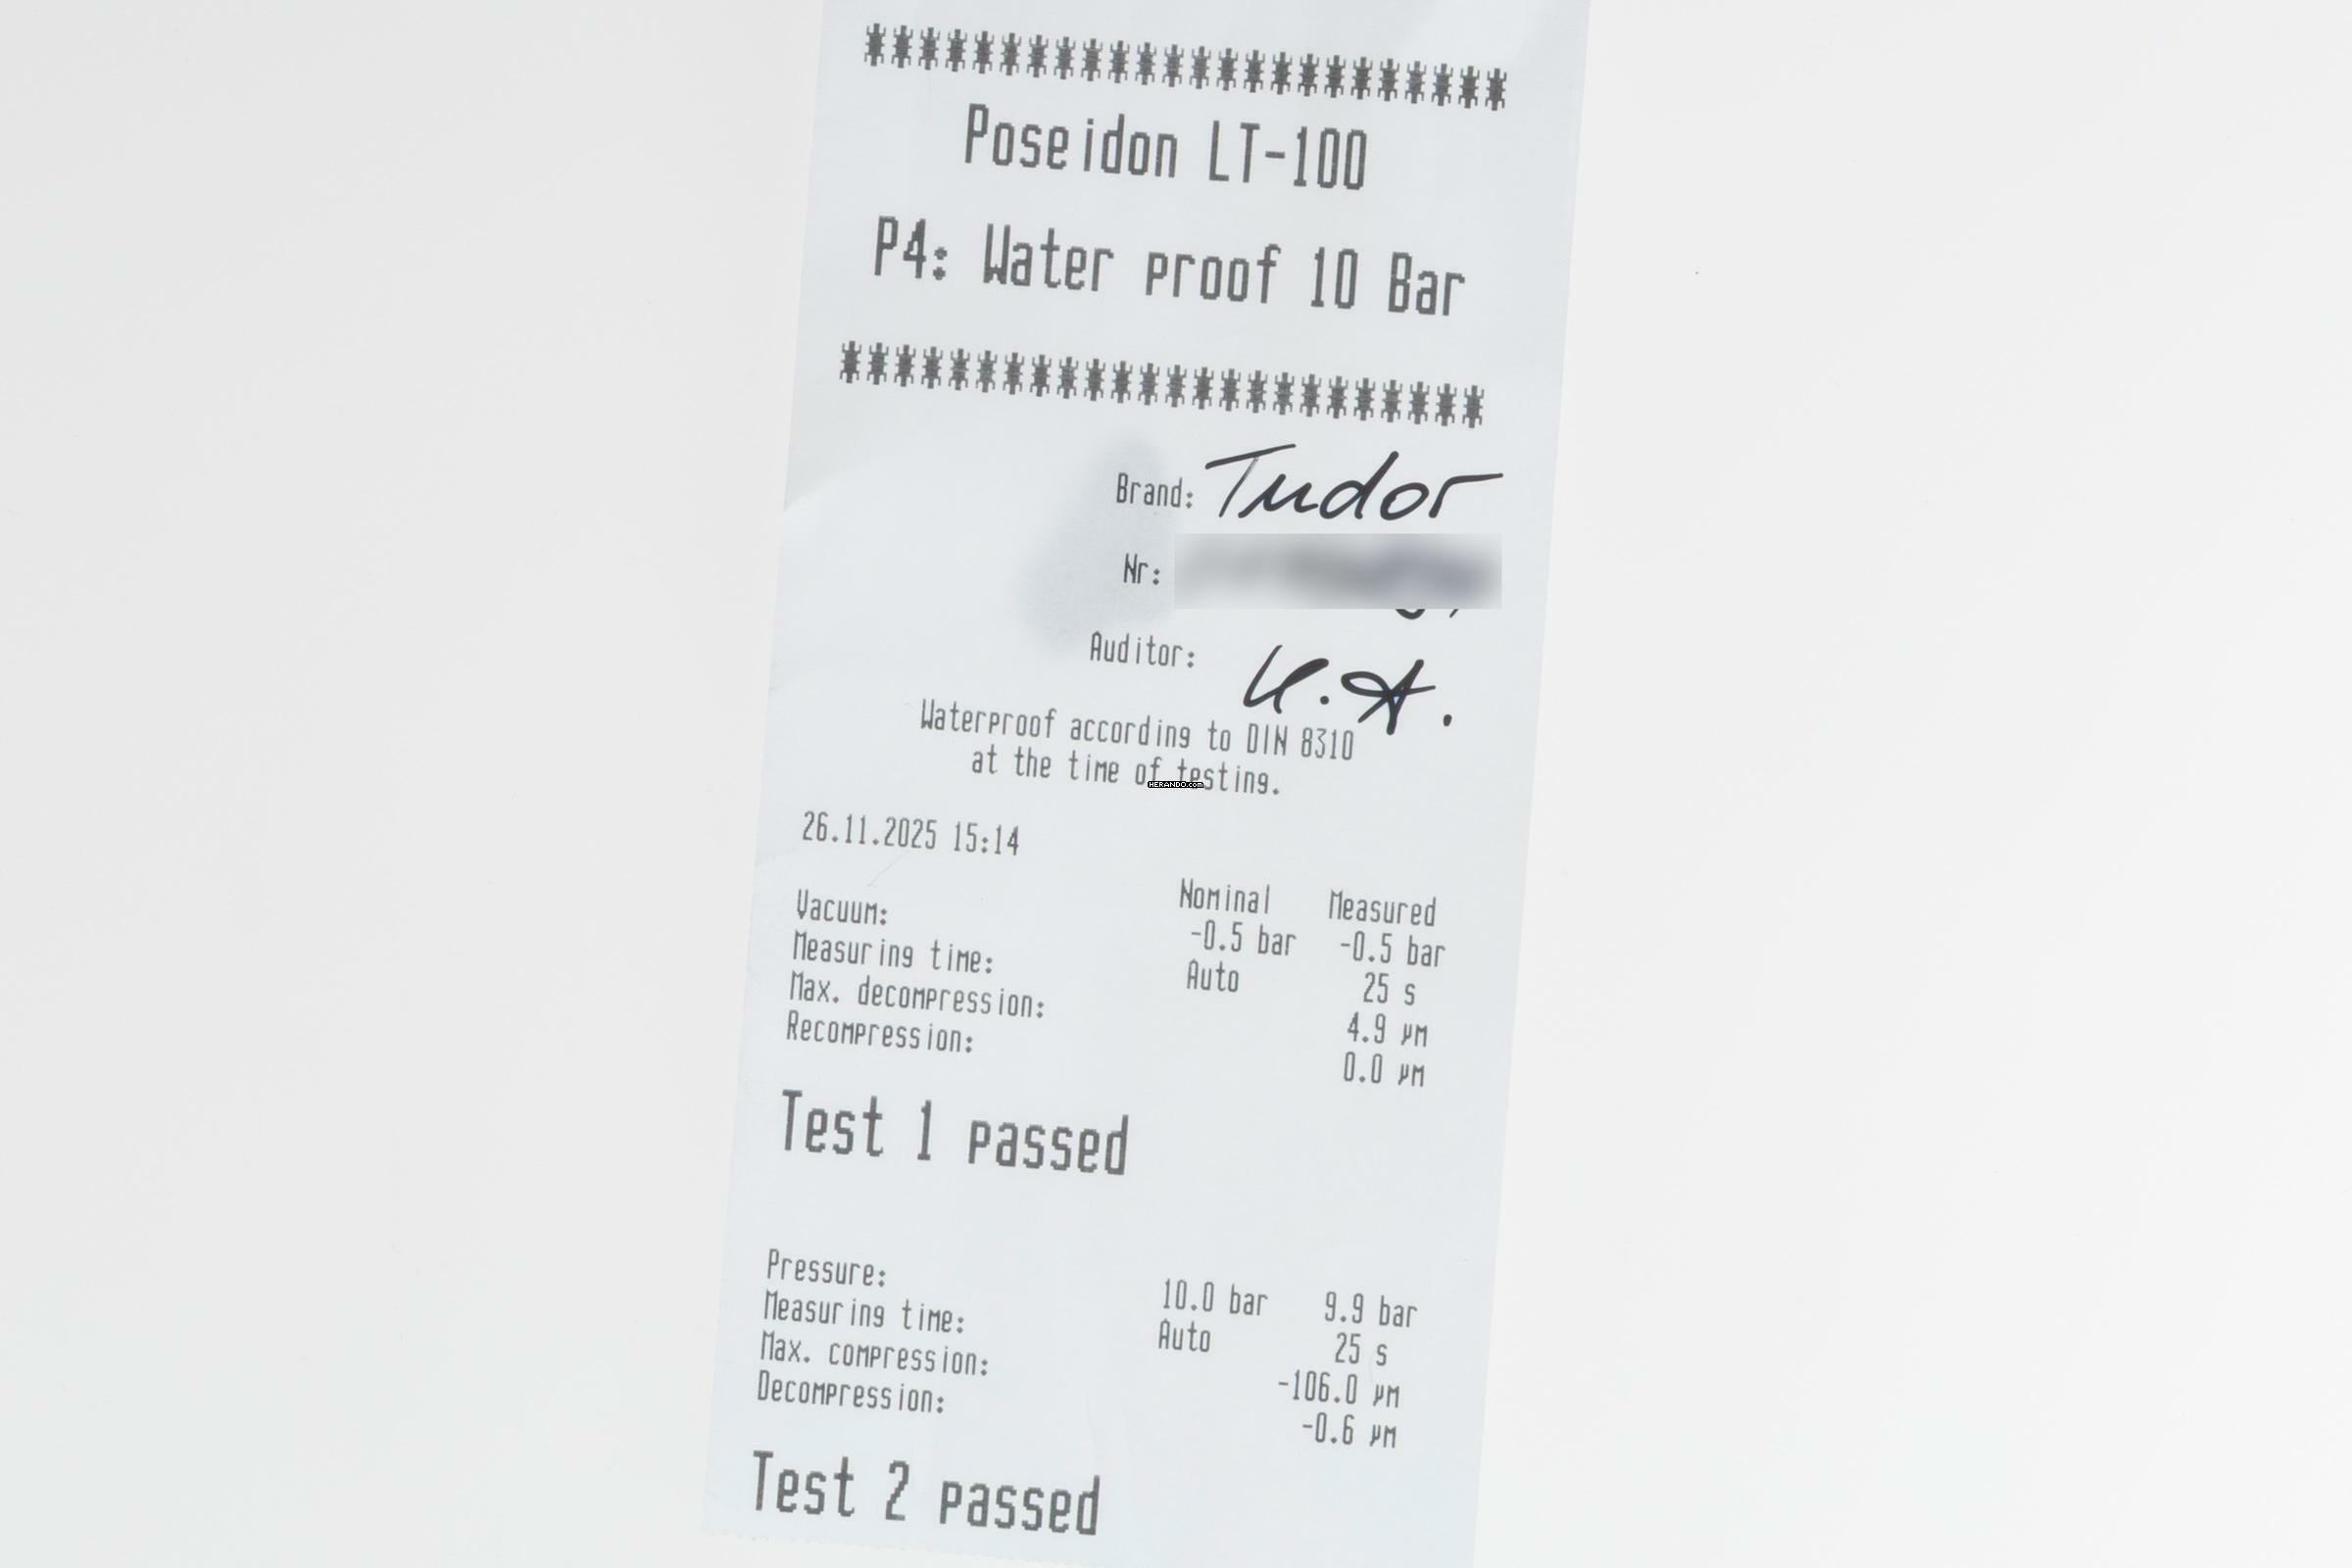 ************************
Poseidon LT-100
P4: Water proof 10 Bar
************************
Brand: Tudor
Nr:
Auditor: U.A.
Waterproof according to DIN 8310
at the time of testing.
HERANDO.com
26.11.2025 15:14
Nominal Measured
Vacuum: -0.5 bar -0.5 bar
Measuring time: Auto 25 s
Max. decompression: 4.9 µm
Recompression: 0.0 µm
Test 1 passed
Pressure: 10.0 bar 9.9 bar
Measuring time: Auto 25 s
Max. compression: -106.0 µm
Decompression: -0.6 µm
Test 2 passed